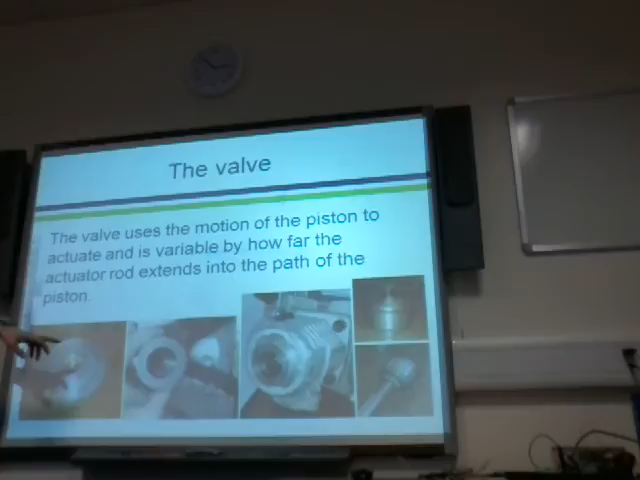 The valve
The valve uses the motion of the piston to
actuate and is variable by how far the
actuator rod extends into the path of the
piston.